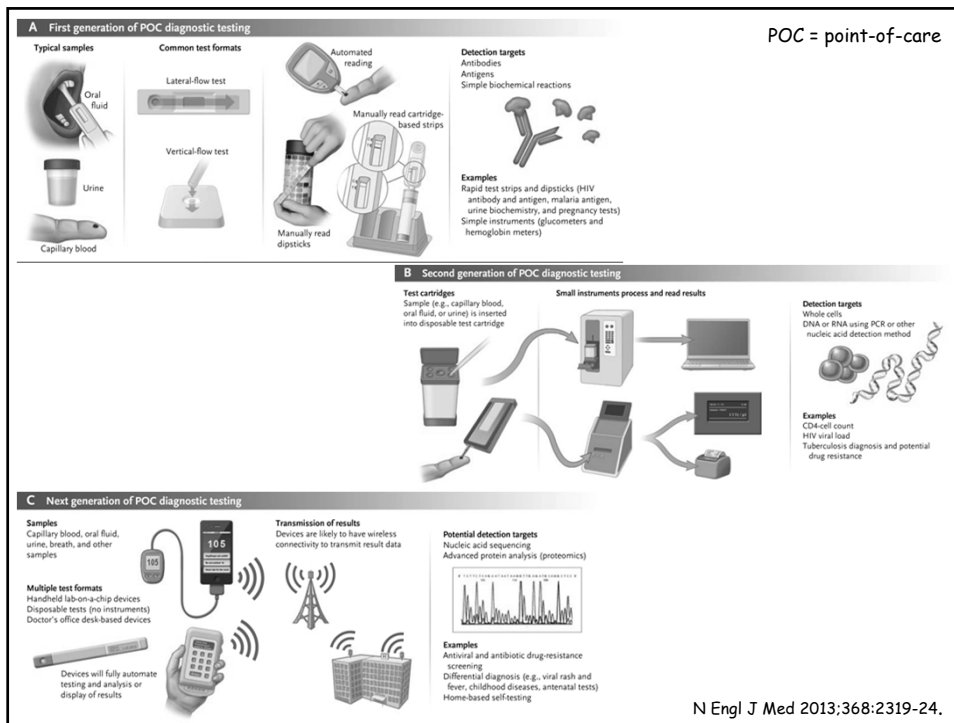 POC = point-of-care
A First generation of POC diagnostic testing
Typical samples
Oral
fluid
Urine
Capillary blood
Common test formats
Lateral-flow test
Vertical-flow test
Automated
reading
Manually read cartridge-
based strips
Manually read
dipsticks
Detection targets
Antibodies
Antigens
Simple biochemical reactions
Examples
Rapid test strips and dipsticks (HIV
antibody and antigen, malaria antigen,
urine biochemistry, and pregnancy tests)
Simple instruments (glucometers and
hemoglobin meters)
B Second generation of POC diagnostic testing
Test cartridges
Sample (e.g., capillary blood,
oral fluid, or urine) is inserted
into disposable test cartridge
Small instruments process and read results
Detection targets
Whole cells
DNA or RNA using PCR or other
nucleic acid detection method
Examples
CD4-cell count
HIV viral load
Tuberculosis diagnosis and potential
drug resistance
C Next generation of POC diagnostic testing
Samples
Capillary blood, oral fluid,
urine, breath, and other
samples
105
105
Multiple test formats
Handheld lab-on-a-chip devices
Disposable tests (no instruments)
Doctor's office desk-based devices
Devices will fully automate
testing and analysis or
display of results
Transmission of results
Devices are likely to have wireless
connectivity to transmit result data
Potential detection targets
Nucleic acid sequencing
Advanced protein analysis (proteomics)
Examples
Antiviral and antibiotic drug-resistance
screening
Differential diagnosis (e.g., viral rash and
fever, childhood diseases, antenatal tests)
Home-based self-testing
N Engl J Med 2013;368:2319-24.